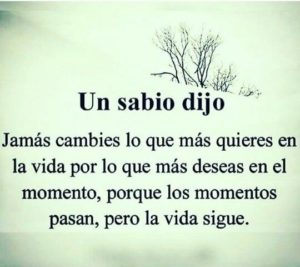 Un sabio dijo
Jamás cambies lo que más quieres en
la vida por lo que más deseas en el
momento, porque los momentos
pasan, pero la vida sigue.